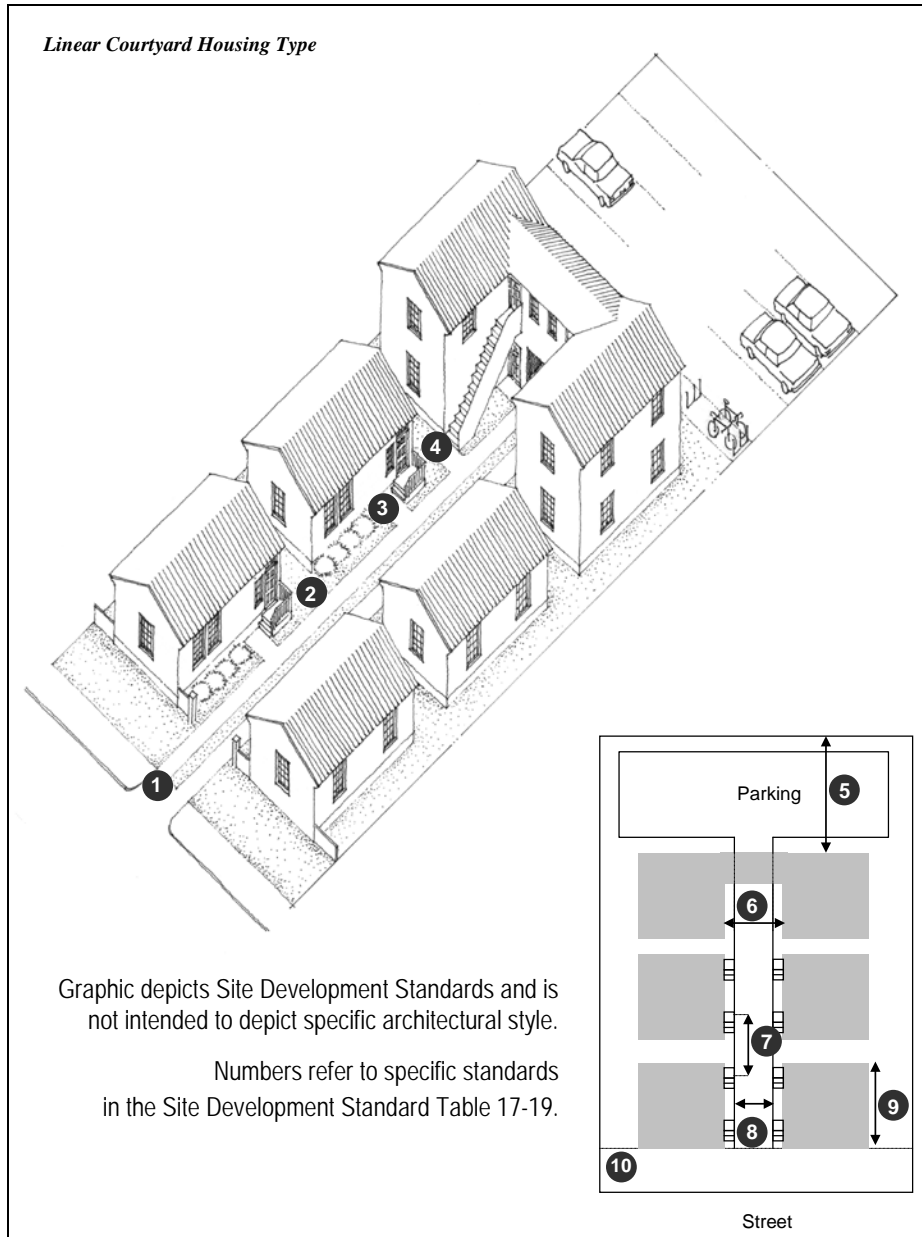 Linear Courtyard Housing Type
4
3
2
1
Parking
5
6
7
8
9
10
Street
Graphic depicts Site Development Standards and is
not intended to depict specific architectural style.
Numbers refer to specific standards
in the Site Development Standard Table 17-19.